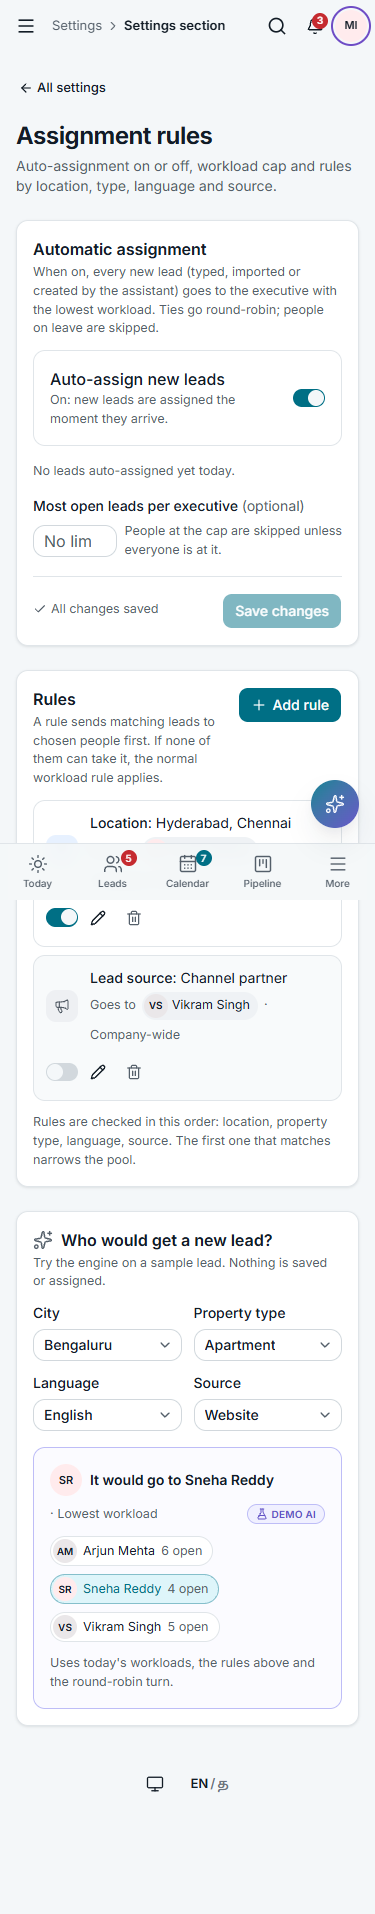 Settings > Settings section
3
MI
← All settings
Assignment rules
Auto-assignment on or off, workload cap and rules
by location, type, language and source.
Automatic assignment
When on, every new lead (typed, imported or
created by the assistant) goes to the executive with
the lowest workload. Ties go round-robin; people
on leave are skipped.
Auto-assign new leads
On: new leads are assigned the
moment they arrive.
No leads auto-assigned yet today.
Most open leads per executive (optional)
No lim
People at the cap are skipped unless
everyone is at it.
All changes saved
Save changes
Rules
+ Add rule
A rule sends matching leads to
chosen people first. If none of
them can take it, the normal
workload rule applies.
Location: Hyderabad, Chennai
5
7
Today
Leads
Calendar
Pipeline
More
Lead source: Channel partner
Goes to VS Vikram Singh ·
Company-wide
Rules are checked in this order: location, property
type, language, source. The first one that matches
narrows the pool.
Who would get a new lead?
Try the engine on a sample lead. Nothing is saved
or assigned.
City
Property type
Bengaluru
Apartment
Language
Source
English
Website
SR It would go to Sneha Reddy
· Lowest workload
DEMO AI
AM Arjun Mehta 6 open
SR Sneha Reddy 4 open
VS Vikram Singh 5 open
Uses today's workloads, the rules above and
the round-robin turn.
EN / த